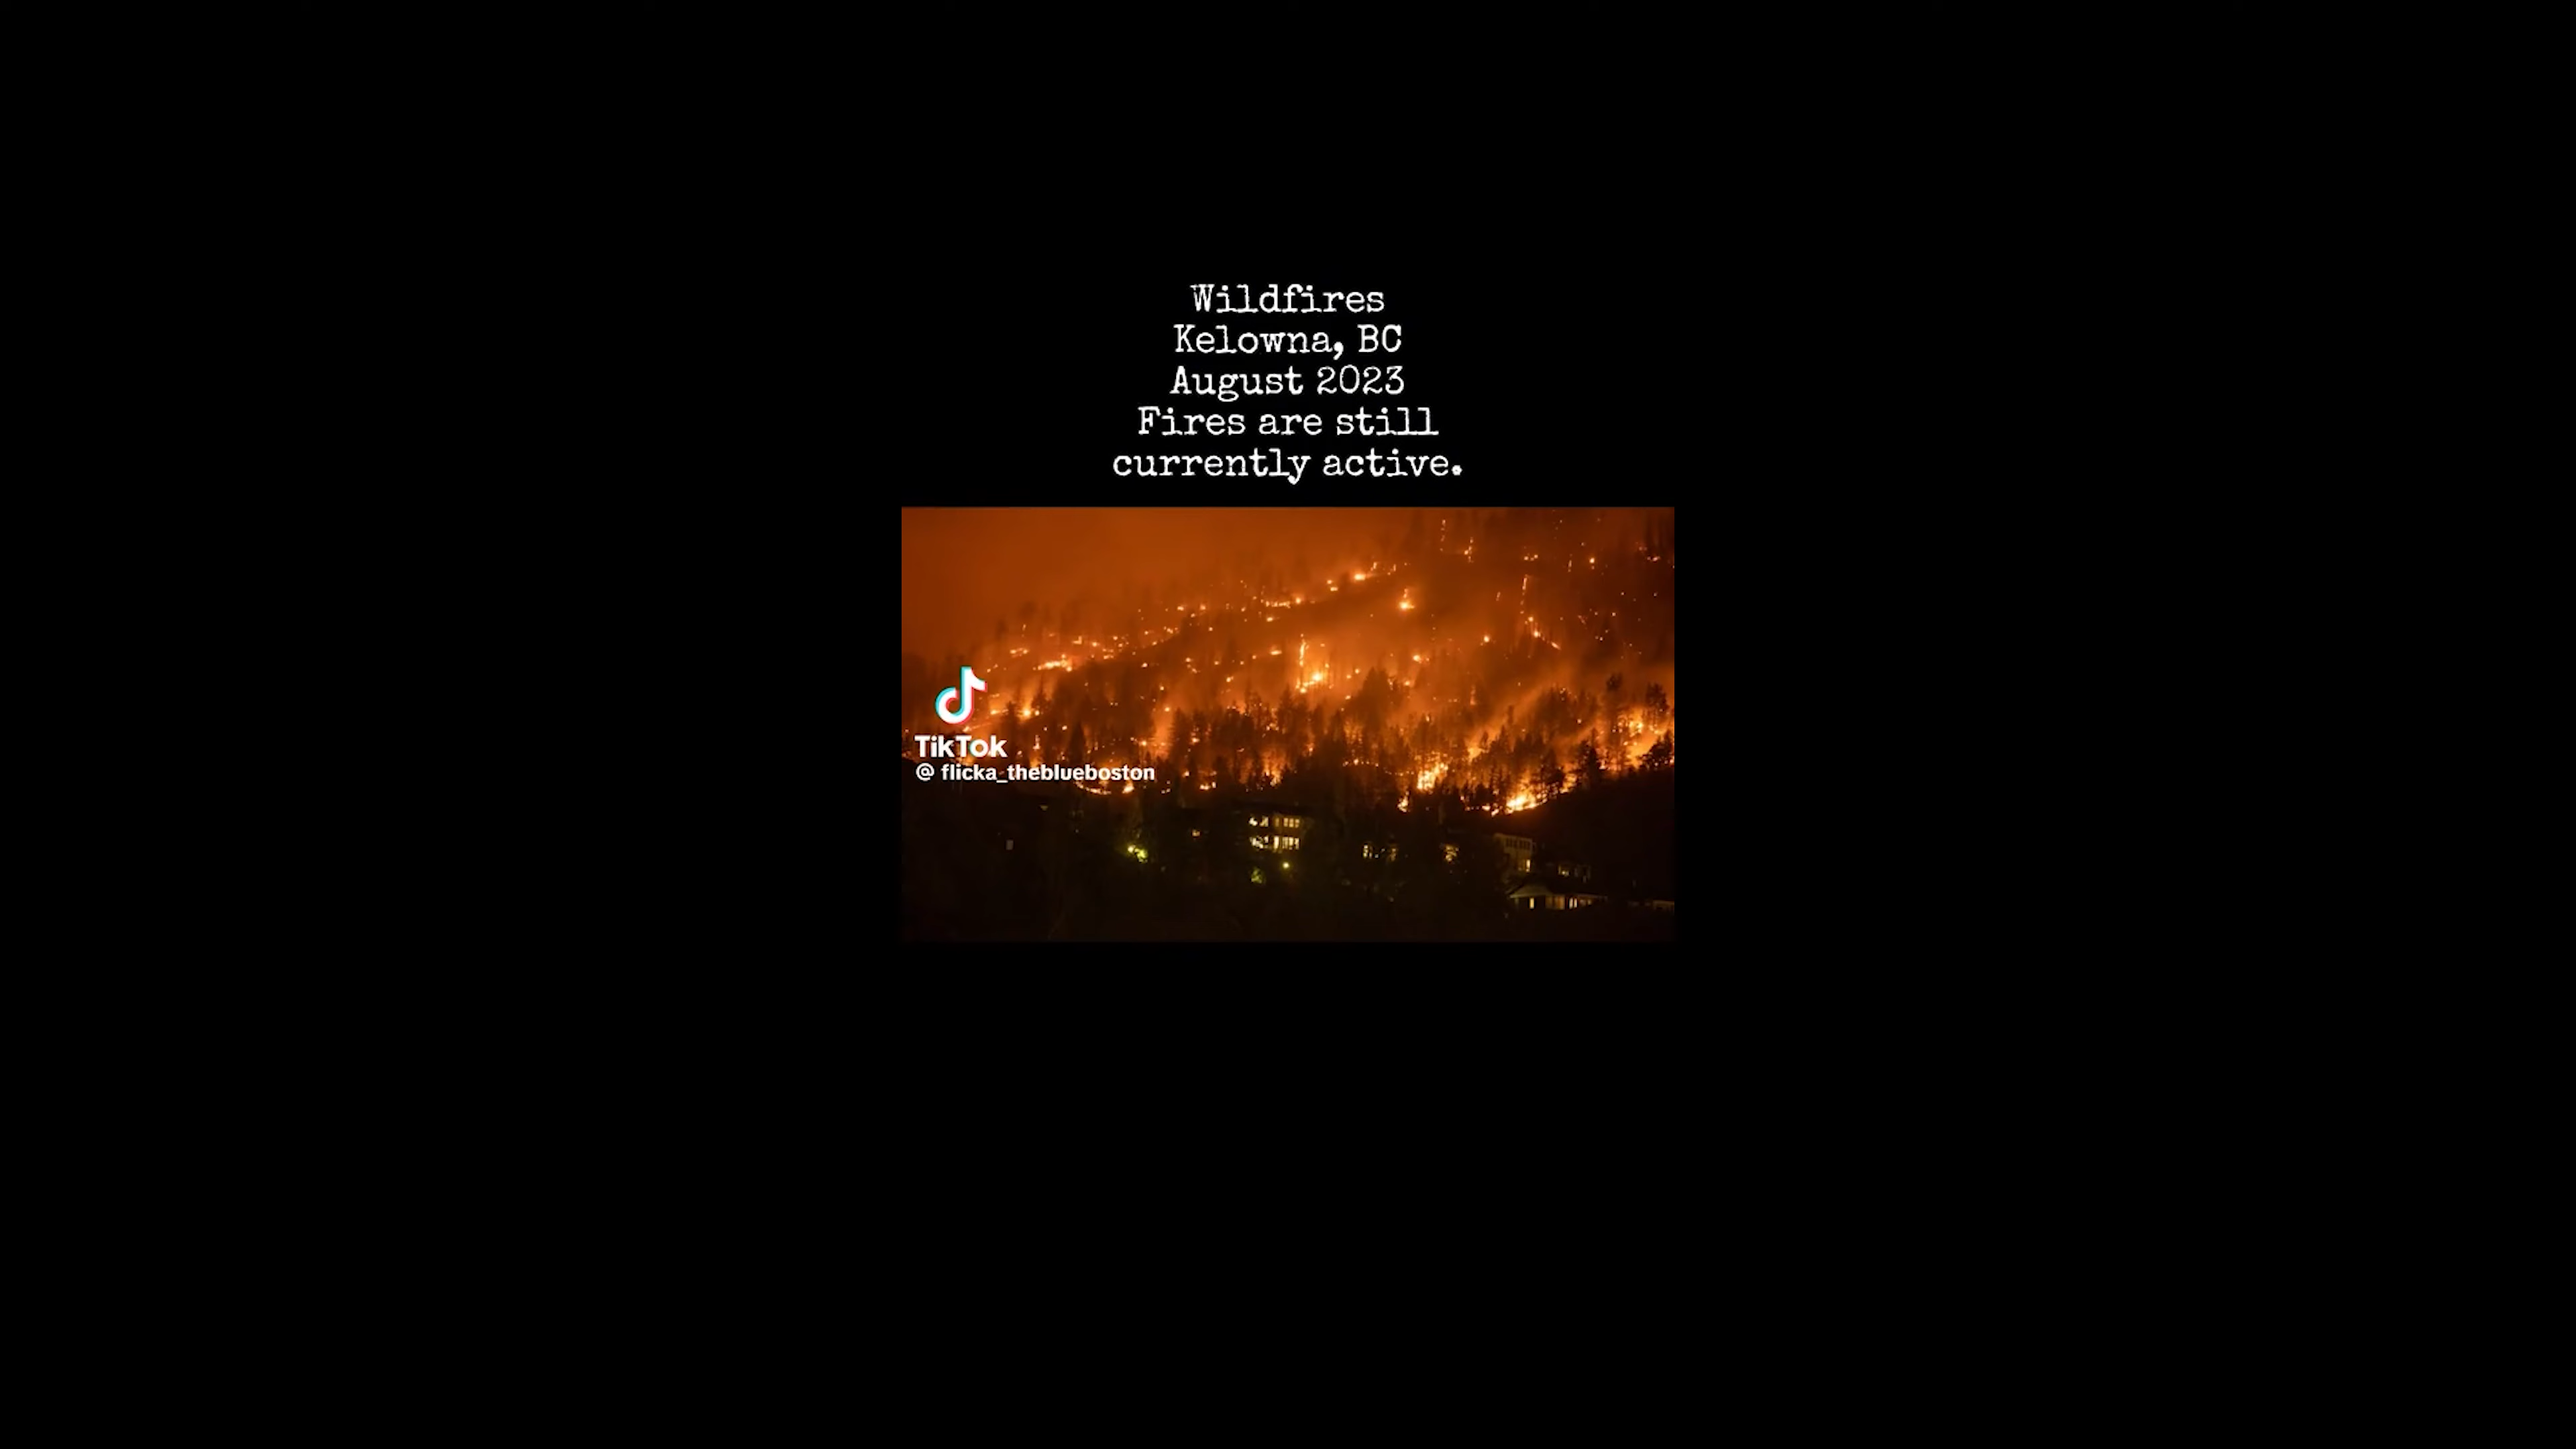 Wildfires
Kelowna, BC
August 2023
Fires are still
currently active.
TikTok
@ flicka_theblueboston